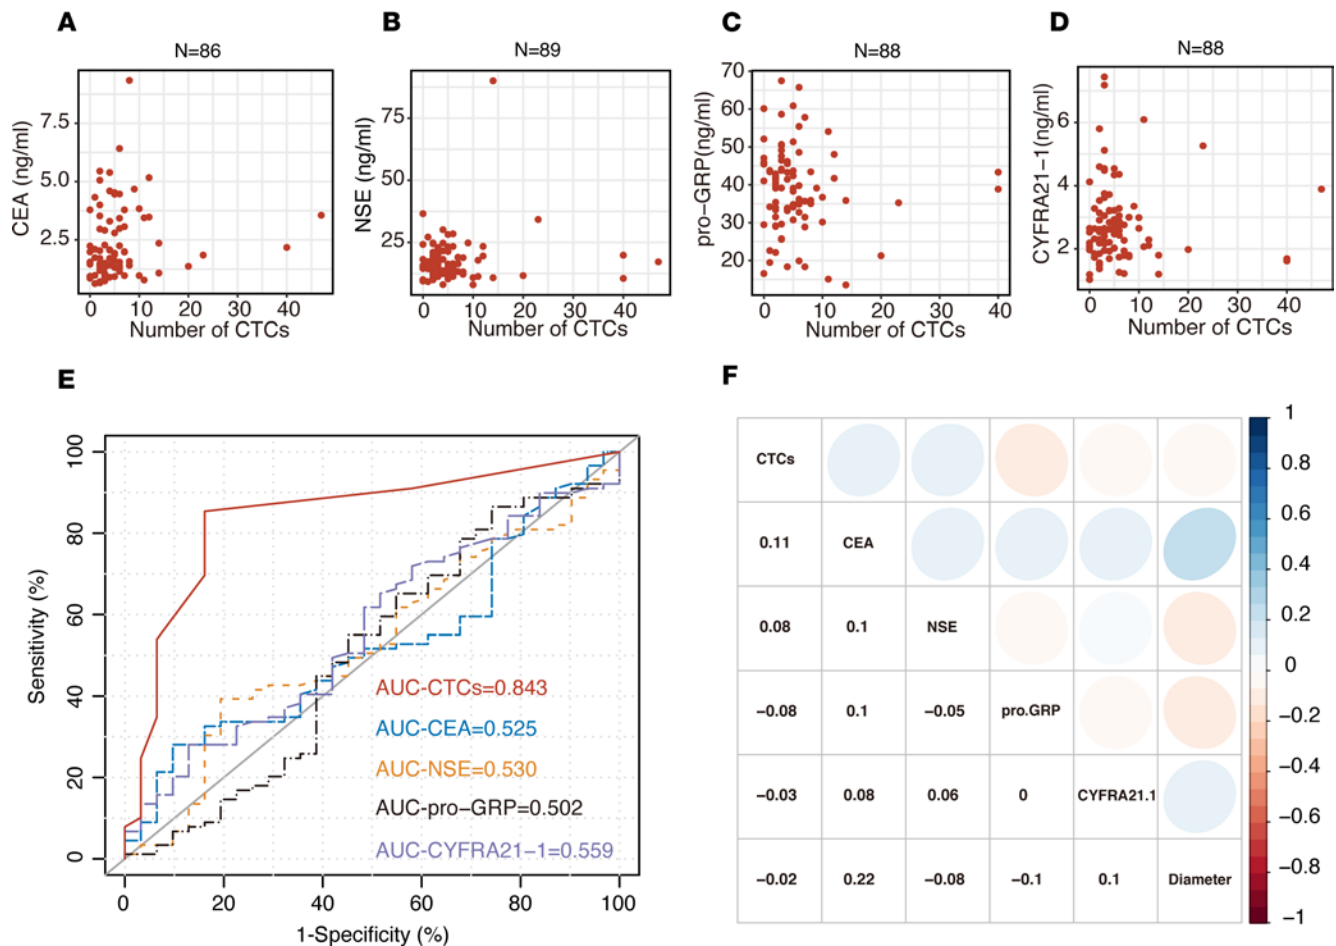 A
B
C
D
N=86
N=89
N=88
N=88
CEA (ng/ml)
7.5
5.0
2.5
0 10 20 30 40
Number of CTCs
NSE (ng/ml)
75
50
25
0 10 20 30 40
Number of CTCs
pro−GRP(ng/ml)
70
60
50
40
30
20
0 10 20 30 40
Number of CTCs
CYFRA21−1(ng/ml)
6
4
2
0 10 20 30 40
Number of CTCs
E
Sensitivity (%)
100
80
60
40
20
0
AUC-CTCs=0.843
AUC-CEA=0.525
AUC-NSE=0.530
AUC-pro−GRP=0.502
AUC-CYFRA21−1=0.559
0 20 40 60 80 100
1-Specificity (%)
F
CTCs
0.11 CEA
0.08 0.1 NSE
−0.08 0.1 −0.05 pro.GRP
−0.03 0.08 0.06 0 CYFRA21.1
−0.02 0.22 −0.08 −0.1 0.1 Diameter
1
0.8
0.6
0.4
0.2
0
−0.2
−0.4
−0.6
−0.8
−1